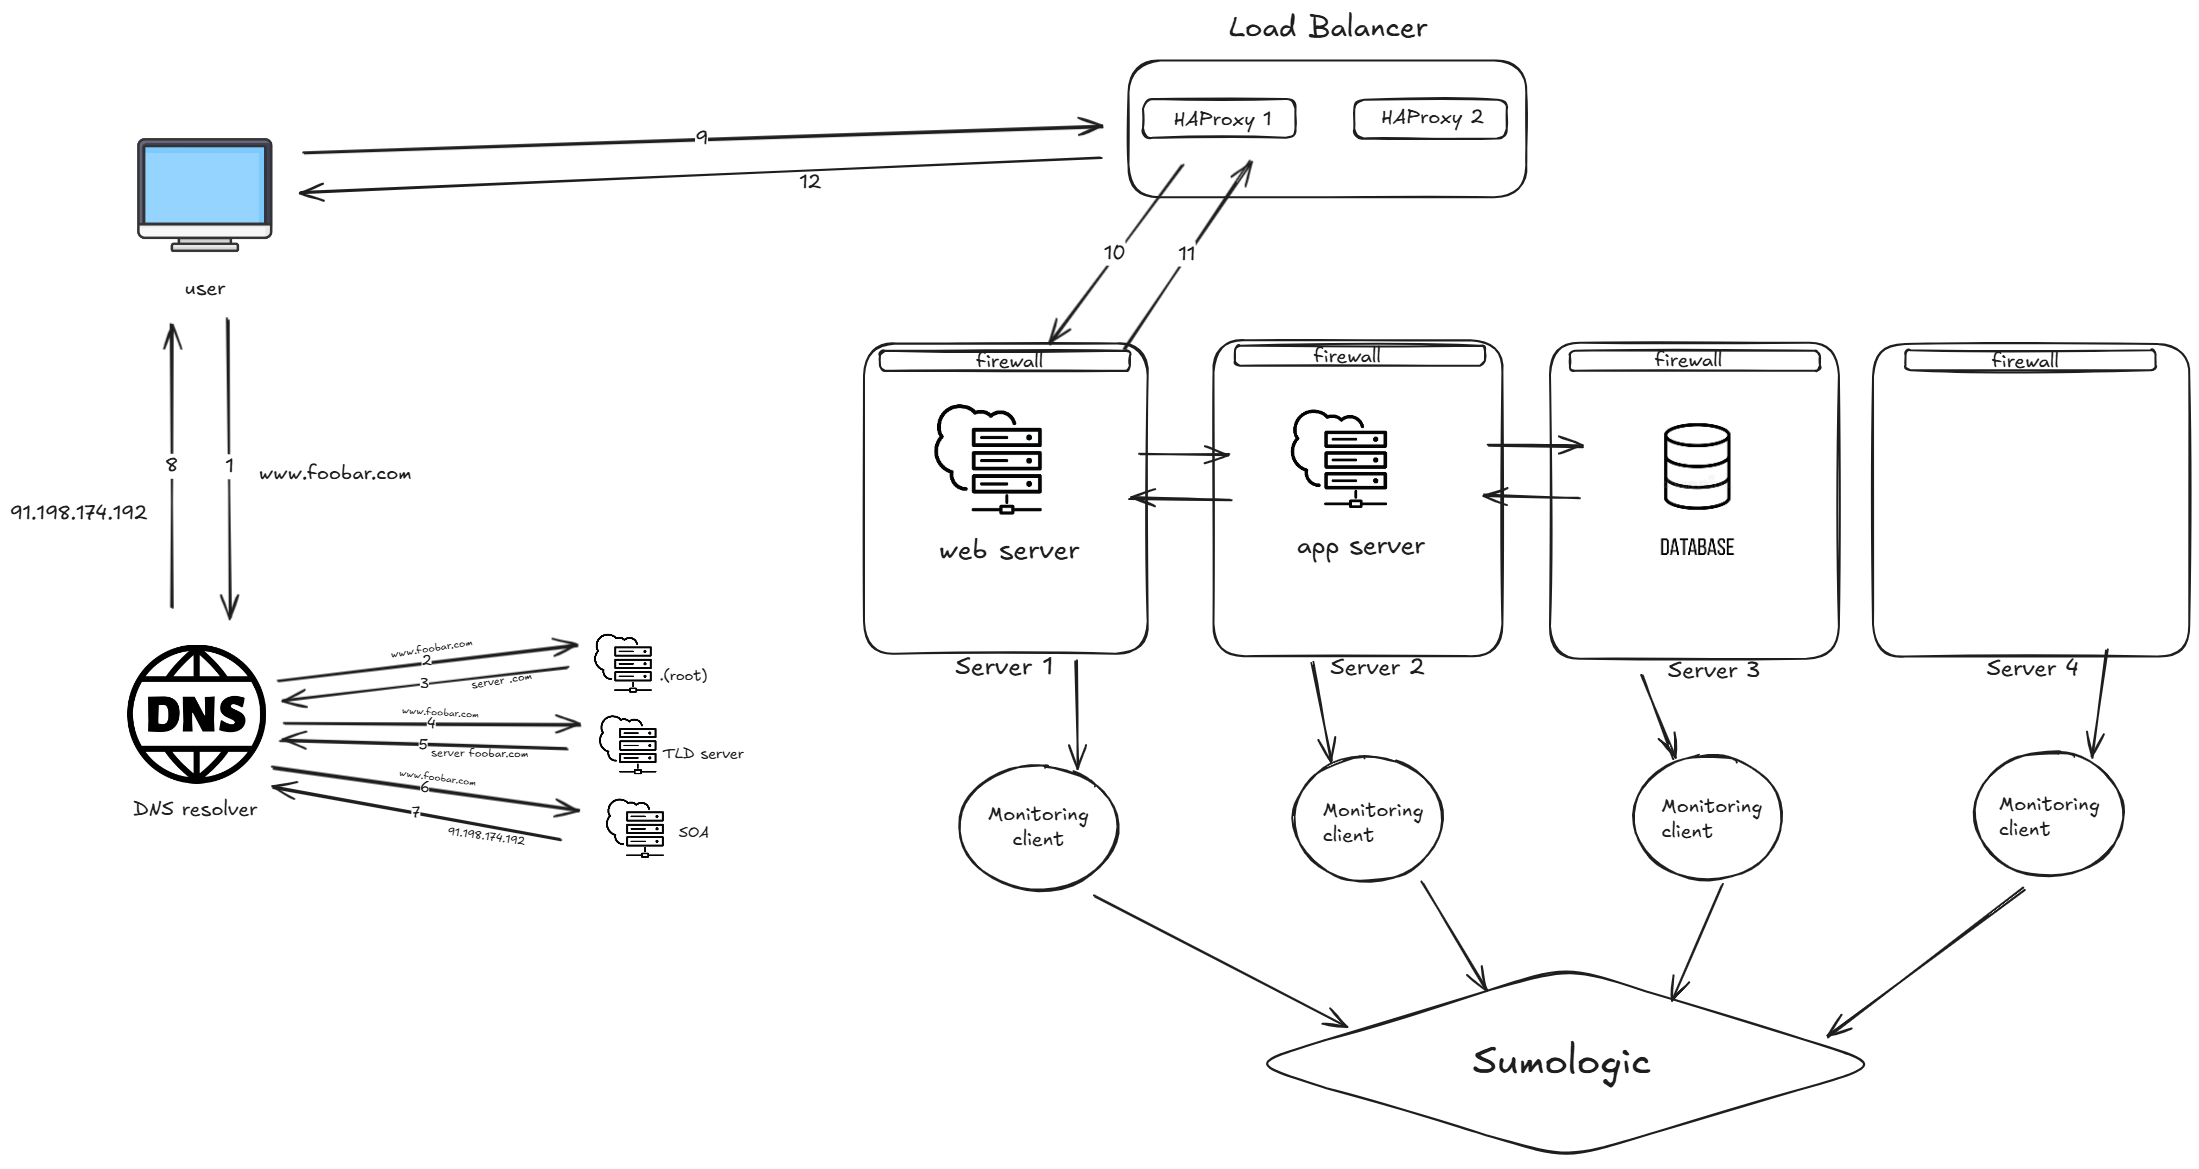 Load Balancer
HAProxy 1
HAProxy 2
9
12
user
10
11
8
1
www.foobar.com
91.198.174.192
firewall
firewall
firewall
firewall
web server
app server
DATABASE
Server 1
Server 2
Server 3
Server 4
DNS
DNS resolver
www.foobar.com
2
3
server .com
.(root)
www.foobar.com
4
5
server foobar.com
TLD server
www.foobar.com
6
7
91.198.174.192
SOA
Monitoring
client
Monitoring
client
Monitoring
client
Monitoring
client
Sumologic